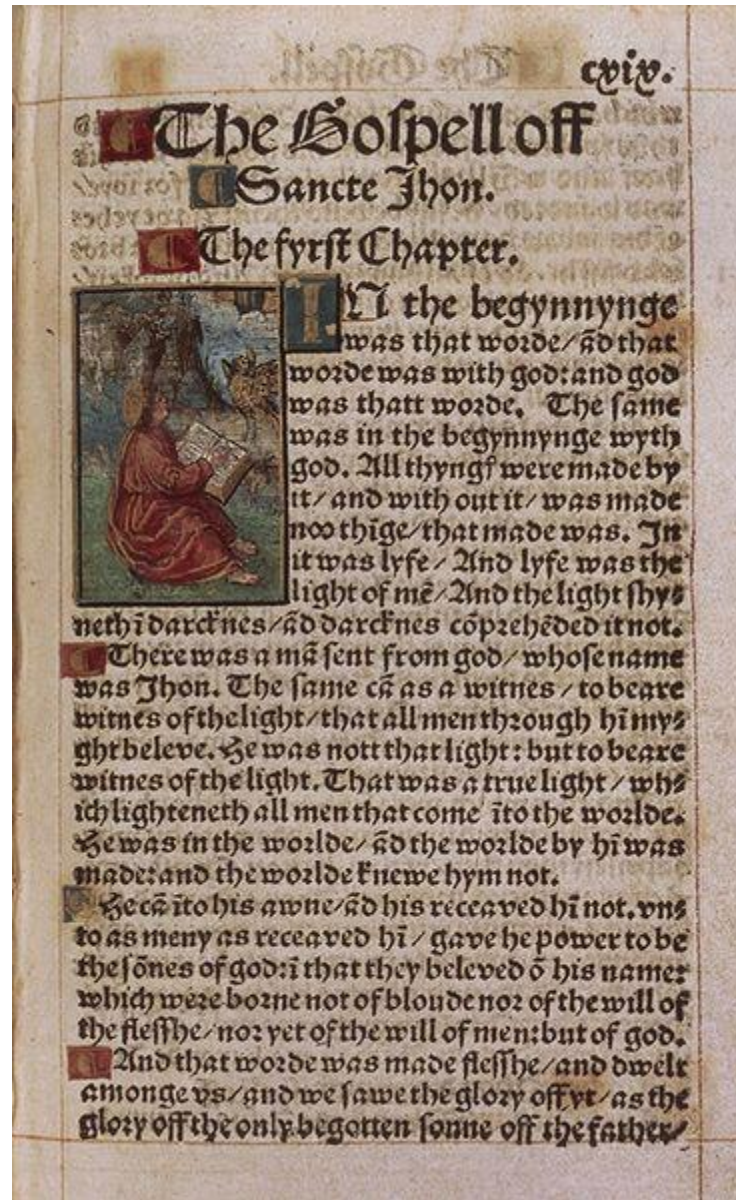 cxix.
The Gospell off
Sancte Jhon.
The fyrst Chapter.
IN the begynnynge
was that worde/ ād that
worde was with god: and god
was thatt worde. The same
was in the begynnynge wyth
god. All thyngſ were made by
it/ and with out it/ was made
noo thīge/ that made was. In
it was lyfe/ And lyfe was the
light of mē/ And the light shy⸗
neth ī darcknes/ ād darcknes cōprehēded it not.
There was a mā sent from god/ whose name
was Jhon. The same cā as a witnes/ to beare
witnes of the light/ that all men through hī my⸗
ght beleve. He was nott that light: but to beare
witnes of the light. That was a true light/ wh⸗
ich lighteneth all men that come īto the worlde.
He was in the worlde/ ād the worlde by hī was
made: and the worlde knewe hym not.
He cā īto his awne/ ād his receaved hī not. vn⸗
to as meny as receaved hī/ gave he power to be
the sōnes of god: ī that they beleved ō his name:
which were borne not of bloude nor of the will of
the flesshe/ nor yet of the will of men: but of god.
And that worde was made flesshe/ and dwelt
amonge vs/ and we sawe the glory off yt/ as the
glory off the only begotten sonne off the father/